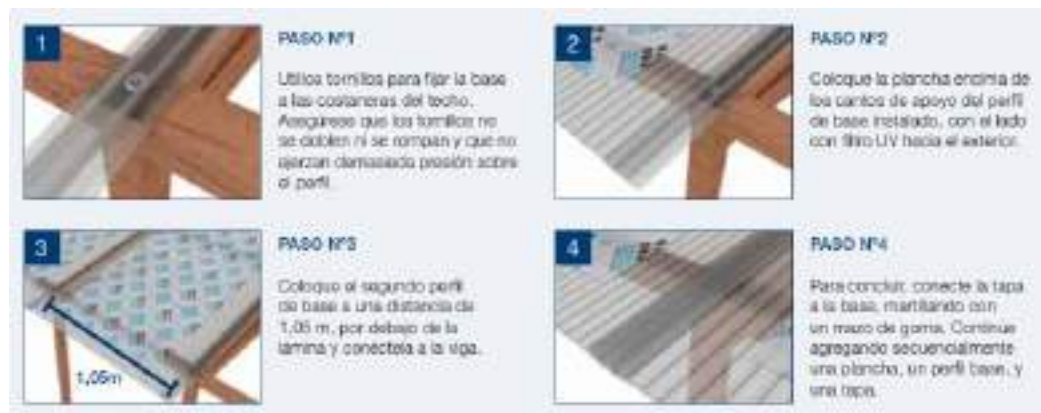 1
PASO Nº1
Utilice tornillos para fijar la base
a las costaneras del techo.
Asegúrese que los tornillos no
se doblen ni se rompan y que no
ejerzan demasiada presión sobre
el perfil.
2
PASO Nº2
Coloque la plancha encima de
los cantos de apoyo del perfil
de base instalado, con el lado
con filtro UV hacia el exterior.
3
1,05m
PASO Nº3
Coloque el segundo perfil
de base a una distancia de
1,05 m, por debajo de la
lámina y conéctela a la viga.
4
PASO Nº4
Para concluir, conecte la tapa
a la base, martillando con
un mazo de goma. Continúe
agregando secuencialmente
una plancha, un perfil base, y
una tapa.